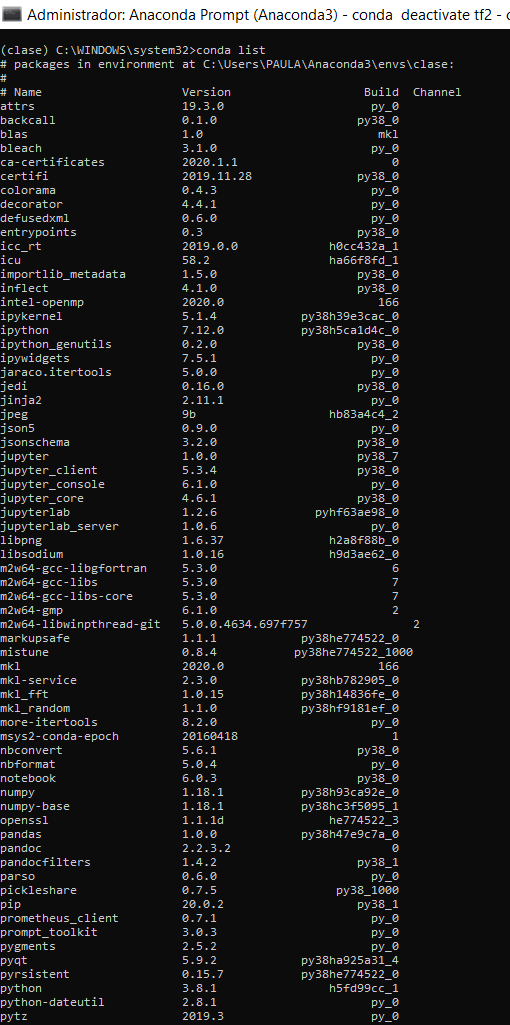 Administrador: Anaconda Prompt (Anaconda3) - conda  deactivate tf2 - c
(clase) C:\WINDOWS\system32>conda list
# packages in environment at C:\Users\PAULA\Anaconda3\envs\clase:
#
# Name                    Version                   Build  Channel
attrs                     19.3.0                     py_0
backcall                  0.1.0                    py38_0
blas                      1.0                         mkl
bleach                    3.1.0                      py_0
ca-certificates           2020.1.1                      0
certifi                   2019.11.28               py38_0
colorama                  0.4.3                      py_0
decorator                 4.4.1                      py_0
defusedxml                0.6.0                      py_0
entrypoints               0.3                      py38_0
icc_rt                    2019.0.0             h0cc432a_1
icu                       58.2                 ha66f8fd_1
importlib_metadata        1.5.0                    py38_0
inflect                   4.1.0                    py38_0
intel-openmp              2020.0                      166
ipykernel                 5.1.4            py38h39e3cac_0
ipython                   7.12.0           py38h5ca1d4c_0
ipython_genutils          0.2.0                    py38_0
ipywidgets                7.5.1                      py_0
jaraco.itertools          5.0.0                      py_0
jedi                      0.16.0                   py38_0
jinja2                    2.11.1                     py_0
jpeg                      9b                   hb83a4c4_2
json5                     0.9.0                      py_0
jsonschema                3.2.0                    py38_0
jupyter                   1.0.0                    py38_7
jupyter_client            5.3.4                    py38_0
jupyter_console           6.1.0                      py_0
jupyter_core              4.6.1                    py38_0
jupyterlab                1.2.6              pyhf63ae98_0
jupyterlab_server         1.0.6                      py_0
libpng                    1.6.37               h2a8f88b_0
libsodium                 1.0.16               h9d3ae62_0
m2w64-gcc-libgfortran     5.3.0                         6
m2w64-gcc-libs            5.3.0                         7
m2w64-gcc-libs-core       5.3.0                         7
m2w64-gmp                 6.1.0                         2
m2w64-libwinpthread-git   5.0.0.4634.697f757               2
markupsafe                1.1.1            py38he774522_0
mistune                   0.8.4           py38he774522_1000
mkl                       2020.0                      166
mkl-service               2.3.0            py38hb782905_0
mkl_fft                   1.0.15           py38h14836fe_0
mkl_random                1.1.0            py38hf9181ef_0
more-itertools            8.2.0                      py_0
msys2-conda-epoch         20160418                      1
nbconvert                 5.6.1                    py38_0
nbformat                  5.0.4                      py_0
notebook                  6.0.3                    py38_0
numpy                     1.18.1           py38h93ca92e_0
numpy-base                1.18.1           py38hc3f5095_1
openssl                   1.1.1d               he774522_3
pandas                    1.0.0            py38h47e9c7a_0
pandoc                    2.2.3.2                       0
pandocfilters             1.4.2                    py38_1
parso                     0.6.0                      py_0
pickleshare               0.7.5                 py38_1000
pip                       20.0.2                   py38_1
prometheus_client         0.7.1                      py_0
prompt_toolkit            3.0.3                      py_0
pygments                  2.5.2                      py_0
pyqt                      5.9.2            py38ha925a31_4
pyrsistent                0.15.7           py38he774522_0
python                    3.8.1                h5fd99cc_1
python-dateutil           2.8.1                      py_0
pytz                      2019.3                     py_0